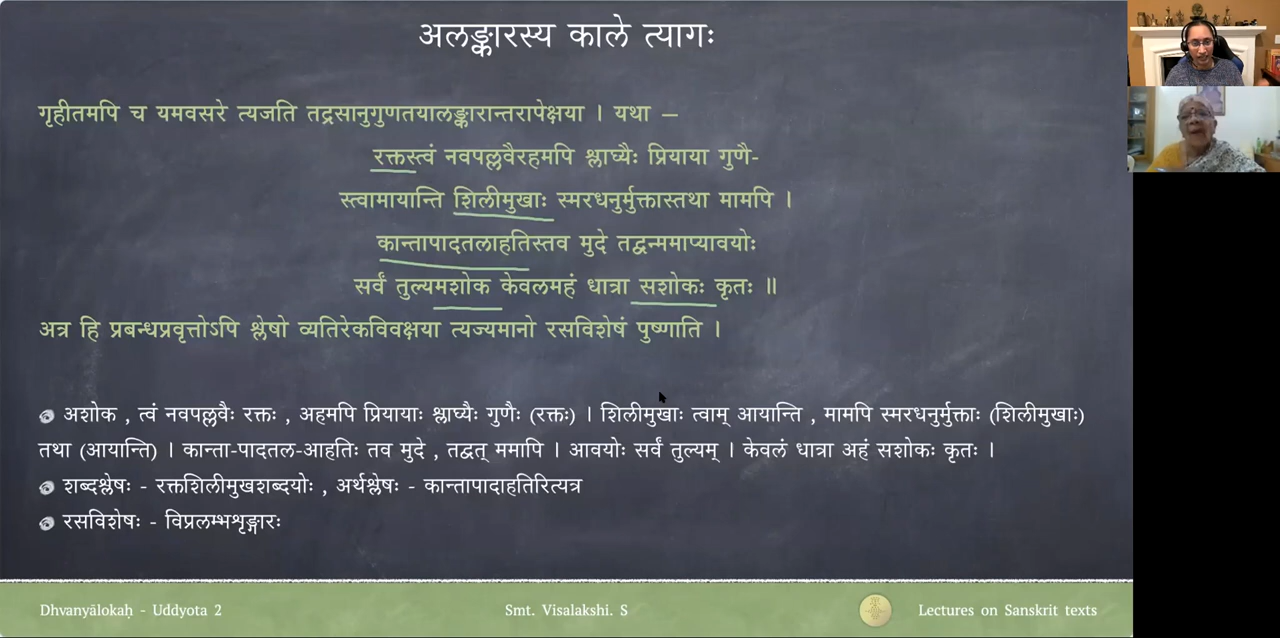 अलङ्कारस्य काले त्यागः
गृहीतमपि च यमवसरे त्यजति तद्रसानुगुणतयालङ्कारान्तरापेक्षया । यथा –
रक्तस्त्वं नवपल्लवैरहमपि श्लाघ्यैः प्रियाया गुणै-
स्त्वामायान्ति शिलीमुखाः स्मरधनुर्मुक्तास्तथा मामपि ।
कान्तापादतलाहतिस्तव मुदे तद्वन्ममाप्यावयोः
सर्वं तुल्यमशोक केवलमहं धात्रा सशोकः कृतः ॥
अत्र हि प्रबन्धप्रवृत्तोऽपि श्लेषो व्यतिरेकविवक्षया त्यज्यमानो रसविशेषं पुष्णाति ।
अशोक , त्वं नवपल्लवैः रक्तः , अहमपि प्रियायाः श्लाघ्यैः गुणैः (रक्तः) । शिलीमुखाः त्वाम् आयान्ति , मामपि स्मरधनुर्मुक्ताः (शिलीमुखाः)
तथा (आयान्ति) । कान्ता-पादतल-आहतिः तव मुदे , तद्वत् ममापि । आवयोः सर्वं तुल्यम् । केवलं धात्रा अहं सशोकः कृतः ।
शब्दश्लेषः - रक्तशिलीमुखशब्दयोः , अर्थश्लेषः - कान्तापादाहतिरित्यत्र
रसविशेषः - विप्रलम्भशृङ्गारः
Dhvanyālokaḥ - Uddyota 2 Smt. Visalakshi. S Lectures on Sanskrit texts